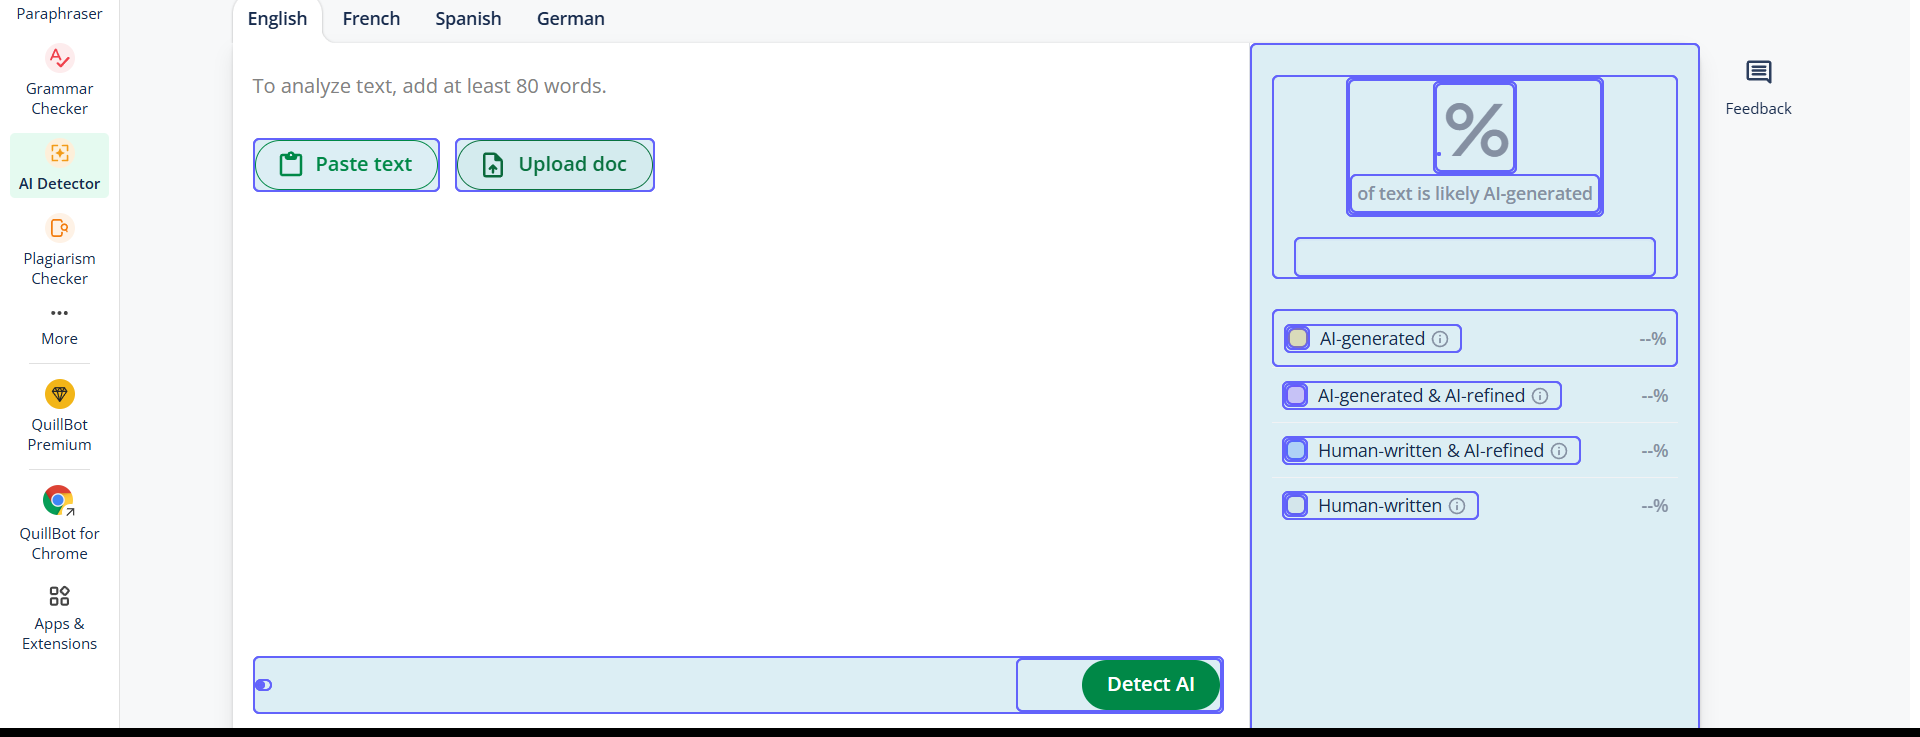 Paraphraser
Grammar
Checker
AI Detector
Plagiarism
Checker
More
QuillBot
Premium
QuillBot for
Chrome
Apps &
Extensions
English French Spanish German
To analyze text, add at least 80 words.
Paste text Upload doc
Detect AI
%
of text is likely AI-generated
AI-generated --%
AI-generated & AI-refined --%
Human-written & AI-refined --%
Human-written --%
Feedback